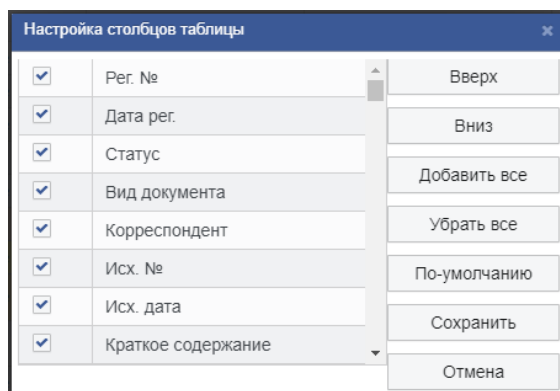 Настройка столбцов таблицы
Рег. №
Дата рег.
Статус
Вид документа
Корреспондент
Исх. №
Исх. дата
Краткое содержание
Вверх
Вниз
Добавить все
Убрать все
По-умолчанию
Сохранить
Отмена